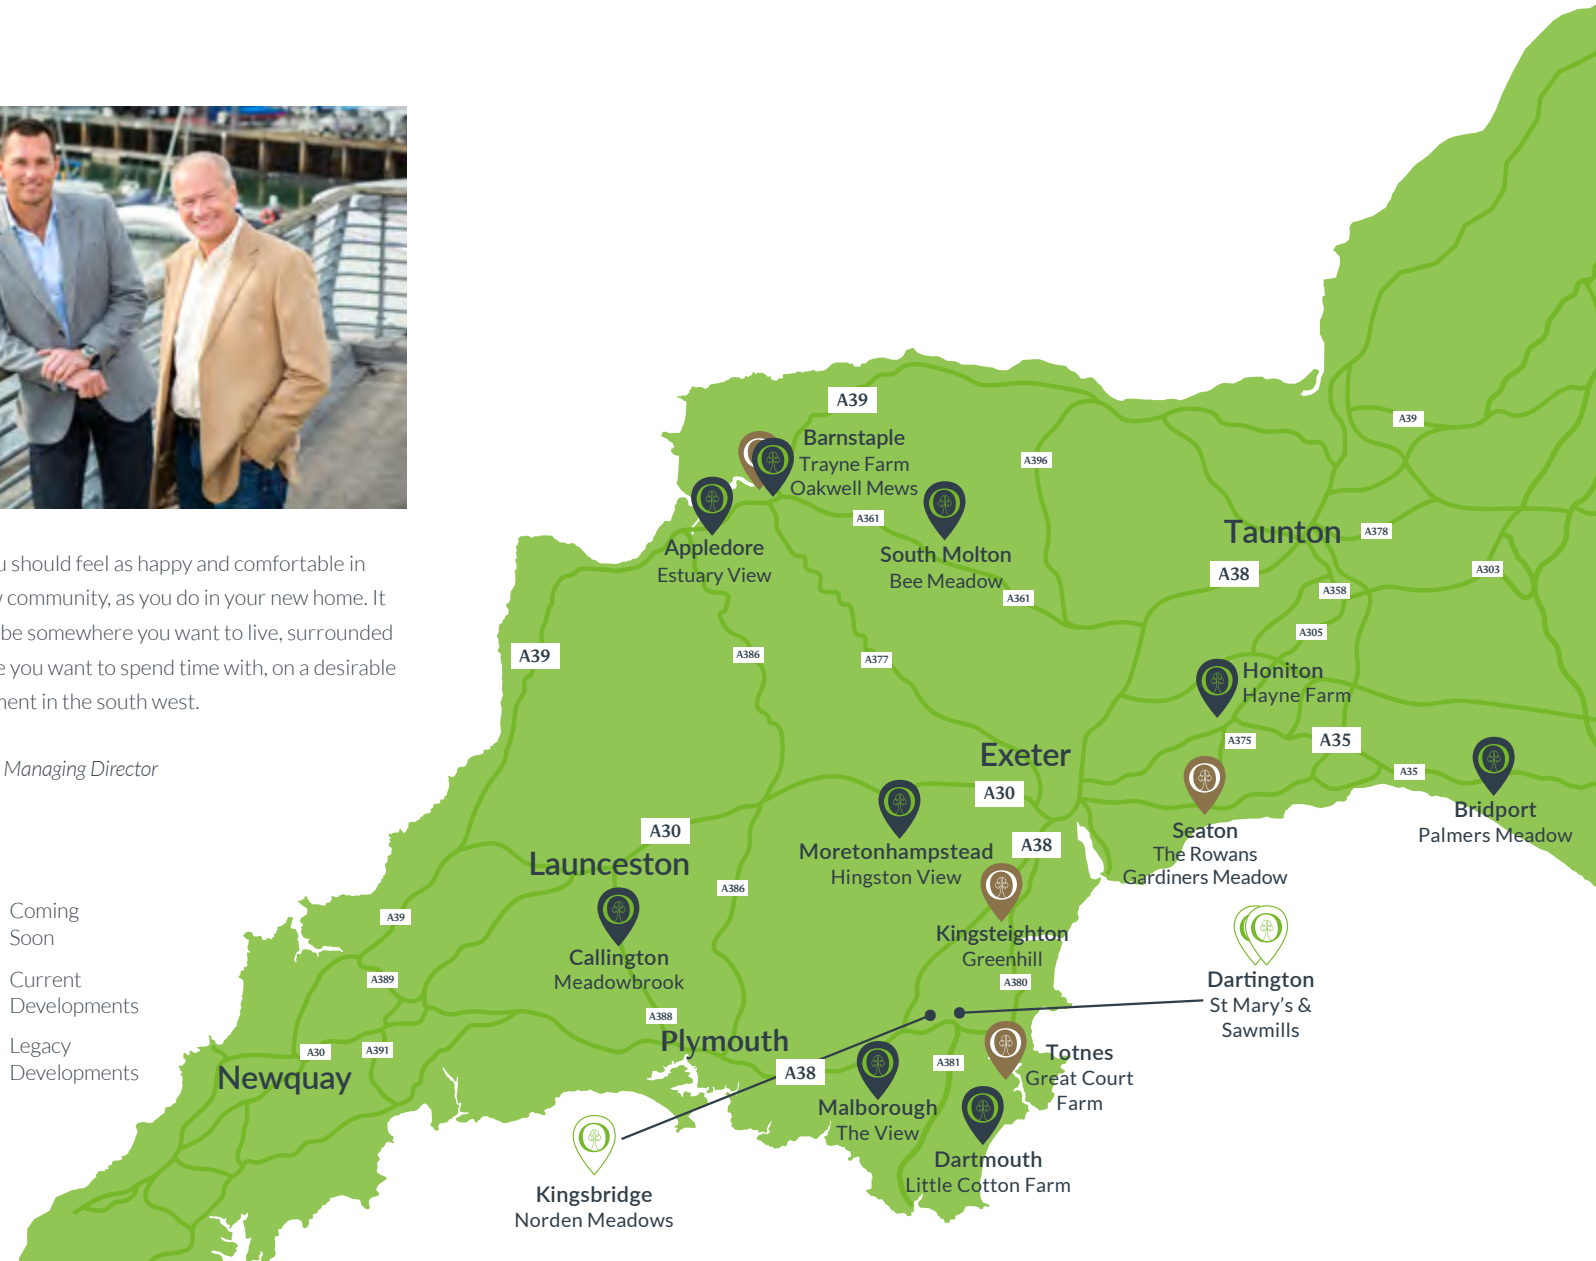 u should feel as happy and comfortable in
community, as you do in your new home. It
be somewhere you want to live, surrounded
you want to spend time with, on a desirable
in the south west.
Managing Director
Coming
Soon
Current
Developments
Legacy
Developments
A39
Barnstaple
Trayne Farm
Oakwell Mews
A39
A396
A361
Appledore
Estuary View
South Molton
Bee Meadow
A361
Taunton
A378
A38
A303
A358
A305
A39
A386
A377
Honiton
Hayne Farm
A375
A35
A35
Exeter
A30
Bridport
Palmers Meadow
A30
Launceston
Moretonhampstead
Hingston View
A38
Seaton
The Rowans
Gardiners Meadow
A386
A39
Callington
Meadowbrook
Kingsteighton
Greenhill
A389
A380
Dartington
St Mary's &
Sawmills
A388
Plymouth
A30
A391
Newquay
A38
A381
Totnes
Great Court
Farm
Malborough
The View
Dartmouth
Little Cotton Farm
Kingsbridge
Norden Meadows